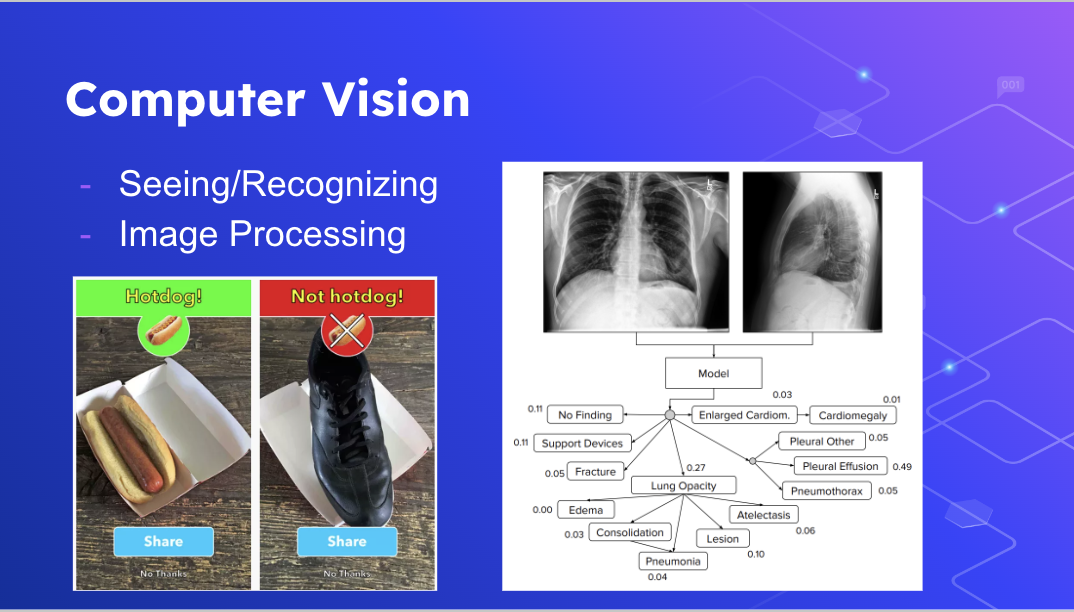 001
Computer Vision
- Seeing/Recognizing
- Image Processing
Hotdog!
Not hotdog!
Share
No Thanks
Share
No Thanks
L
L
Model
0.03
0.01
0.11
No Finding
Enlarged Cardiom.
Cardiomegaly
0.11
Support Devices
Pleural Other
0.05
0.05
Fracture
0.27
Pleural Effusion
0.49
Lung Opacity
Pneumothorax
0.05
0.00
Edema
Atelectasis
0.06
0.03
Consolidation
Lesion
0.10
Pneumonia
0.04